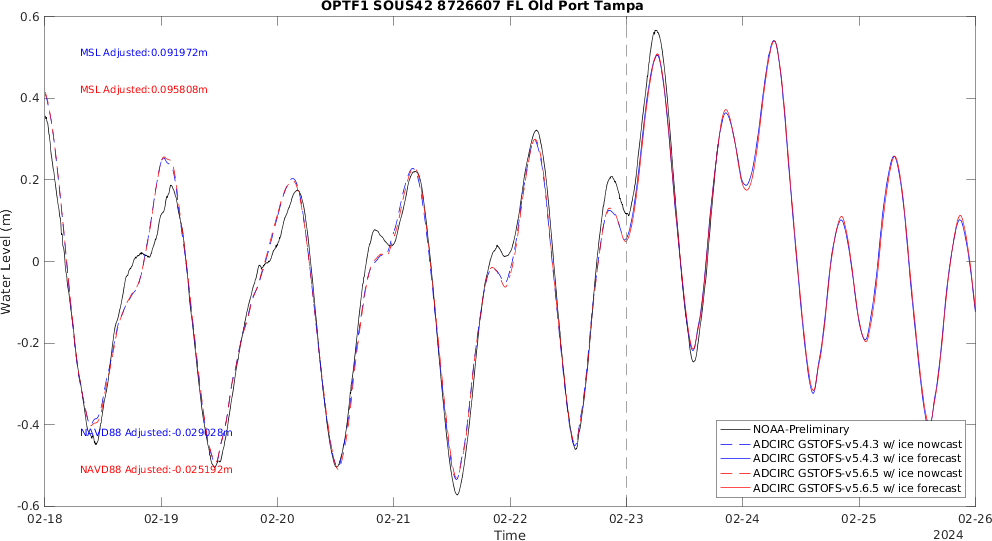 OPTF1 SOUS42 8726607 FL Old Port Tampa
0.6
MSL Adjusted:0.091972m
MSL Adjusted:0.095808m
0.4
0.2
0
-0.2
-0.4
-0.6
Water Level (m)
NAVD88 Adjusted:-0.029028m
NAVD88 Adjusted:-0.025192m
NOAA-Preliminary
ADCIRC GSTOFS-v5.4.3 w/ ice nowcast
ADCIRC GSTOFS-v5.4.3 w/ ice forecast
ADCIRC GSTOFS-v5.6.5 w/ ice nowcast
ADCIRC GSTOFS-v5.6.5 w/ ice forecast
02-18 02-19 02-20 02-21 02-22 02-23 02-24 02-25 02-26
Time
2024